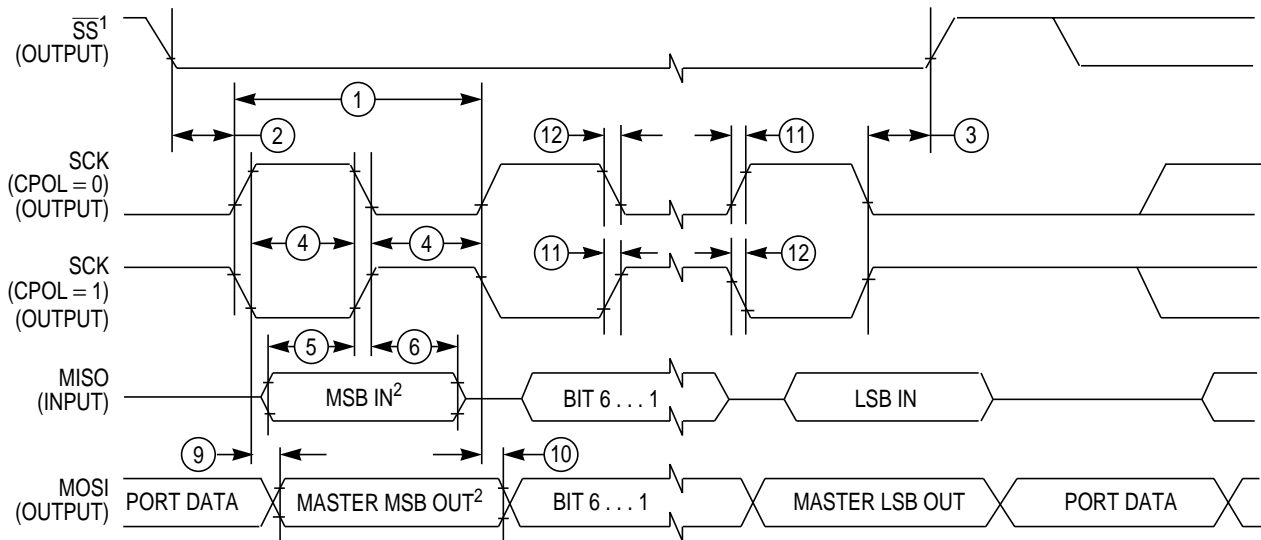 SS¹
(OUTPUT)
1
2
12
11
3
SCK
(CPOL = 0)
(OUTPUT)
4
4
SCK
(CPOL = 1)
(OUTPUT)
11
12
5
6
MISO
(INPUT)
MSB IN²
BIT 6 . . . 1
LSB IN
9
10
MOSI
(OUTPUT)
PORT DATA
MASTER MSB OUT²
BIT 6 . . . 1
MASTER LSB OUT
PORT DATA